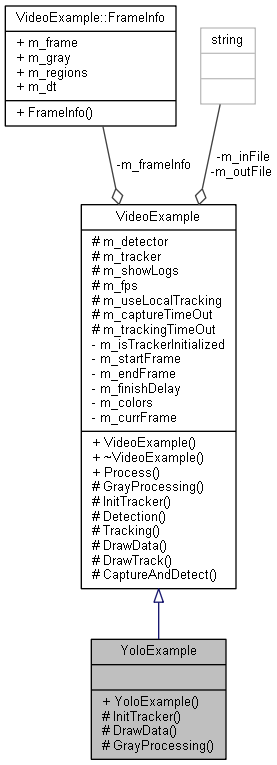 VideoExample::FrameInfo
+ m_frame
+ m_gray
+ m_regions
+ m_dt
+ FrameInfo()
string
-m_frameInfo
-m_inFile
-m_outFile
VideoExample
# m_detector
# m_tracker
# m_showLogs
# m_fps
# m_useLocalTracking
# m_captureTimeOut
# m_trackingTimeOut
- m_isTrackerInitialized
- m_startFrame
- m_endFrame
- m_finishDelay
- m_colors
- m_currFrame
+ VideoExample()
+ ~VideoExample()
+ Process()
# GrayProcessing()
# InitTracker()
# Detection()
# Tracking()
# DrawData()
# DrawTrack()
# CaptureAndDetect()
YoloExample
+ YoloExample()
# InitTracker()
# DrawData()
# GrayProcessing()